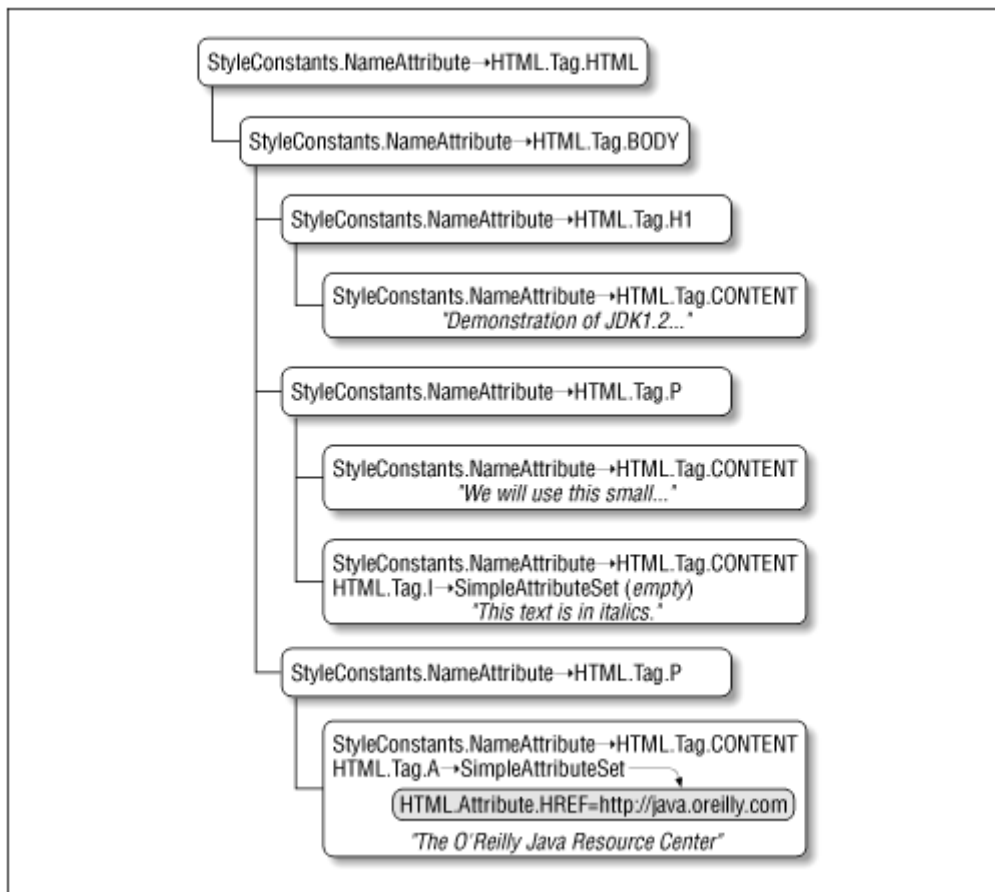 StyleConstants.NameAttribute→HTML.Tag.HTML
StyleConstants.NameAttribute→HTML.Tag.BODY
StyleConstants.NameAttribute→HTML.Tag.H1
StyleConstants.NameAttribute→HTML.Tag.CONTENT
"Demonstration of JDK1.2..."
StyleConstants.NameAttribute→HTML.Tag.P
StyleConstants.NameAttribute→HTML.Tag.CONTENT
"We will use this small..."
StyleConstants.NameAttribute→HTML.Tag.CONTENT
HTML.Tag.I→SimpleAttributeSet (empty)
"This text is in italics."
StyleConstants.NameAttribute→HTML.Tag.P
StyleConstants.NameAttribute→HTML.Tag.CONTENT
HTML.Tag.A→SimpleAttributeSet
HTML.Attribute.HREF=http://java.oreilly.com
"The O'Reilly Java Resource Center"